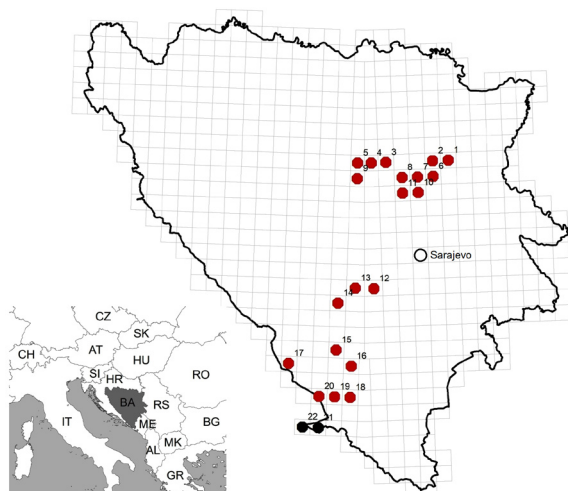 5 4 3 2 1
9 8 7 6
11 10
Sarajevo
13 12
14
15
17 16
20 19 18
22 21
CZ
SK
CH AT HU
SI HR RO
BA RS
IT ME BG
AL MK
GR